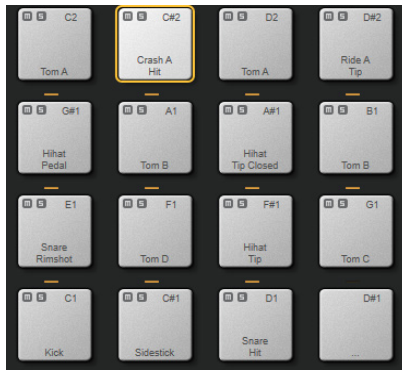 m S C2
Tom A
m S C#2
Crash A
Hit
m S D2
Tom A
m S D#2
Ride A
Tip
m S G#1
Hihat
Pedal
m S A1
Tom B
m S A#1
Hihat
Tip Closed
m S B1
Tom B
m S E1
Snare
Rimshot
m S F1
Tom D
m S F#1
Hihat
Tip
m S G1
Tom C
m S C1
Kick
m S C#1
Sidestick
m S D1
Snare
Hit
D#1
...